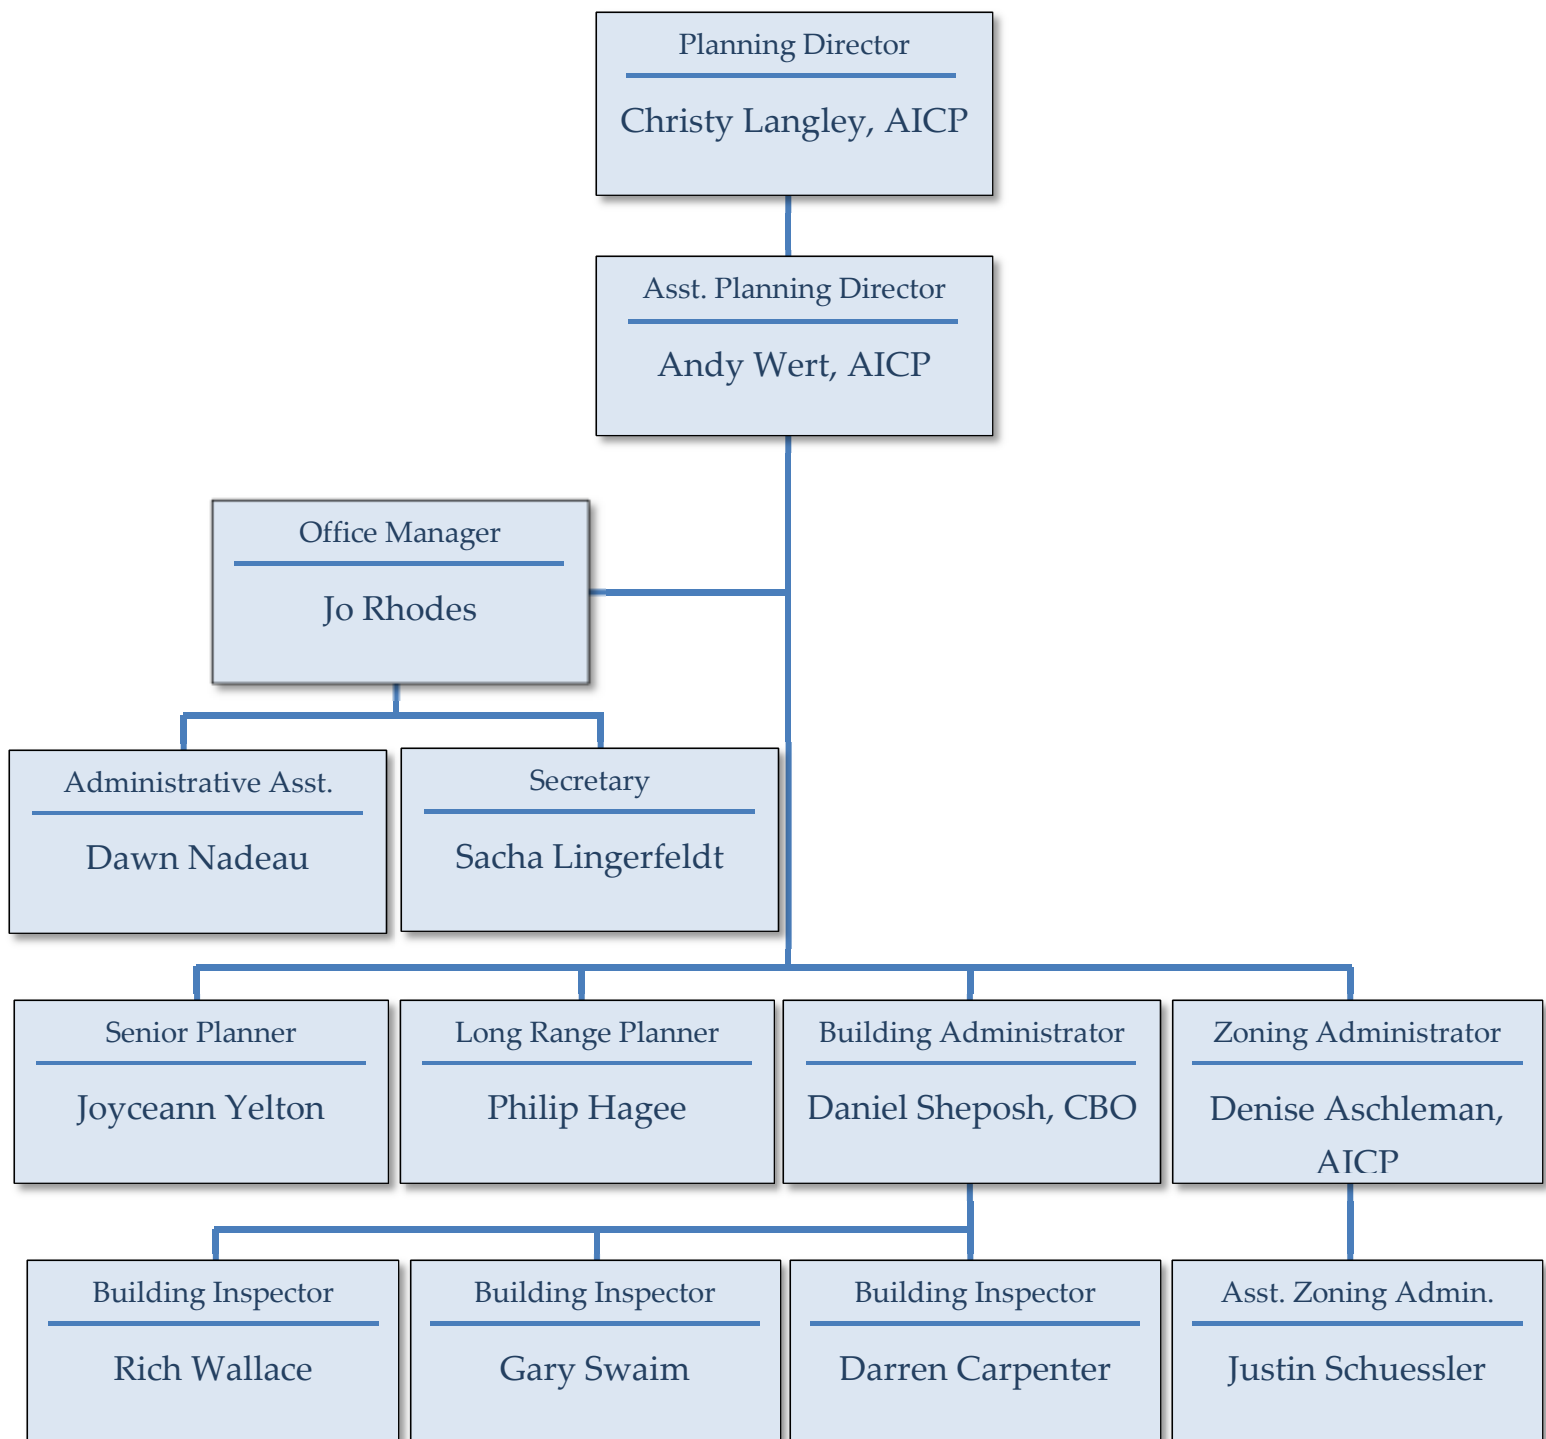 Planning Director
Christy Langley, AICP
Asst. Planning Director
Andy Wert, AICP
Office Manager
Jo Rhodes
Administrative Asst.
Dawn Nadeau
Secretary
Sacha Lingerfeldt
Senior Planner
Joyceann Yelton
Long Range Planner
Philip Hagee
Building Administrator
Daniel Sheposh, CBO
Zoning Administrator
Denise Aschleman,
AICP
Building Inspector
Rich Wallace
Building Inspector
Gary Swaim
Building Inspector
Darren Carpenter
Asst. Zoning Admin.
Justin Schuessler